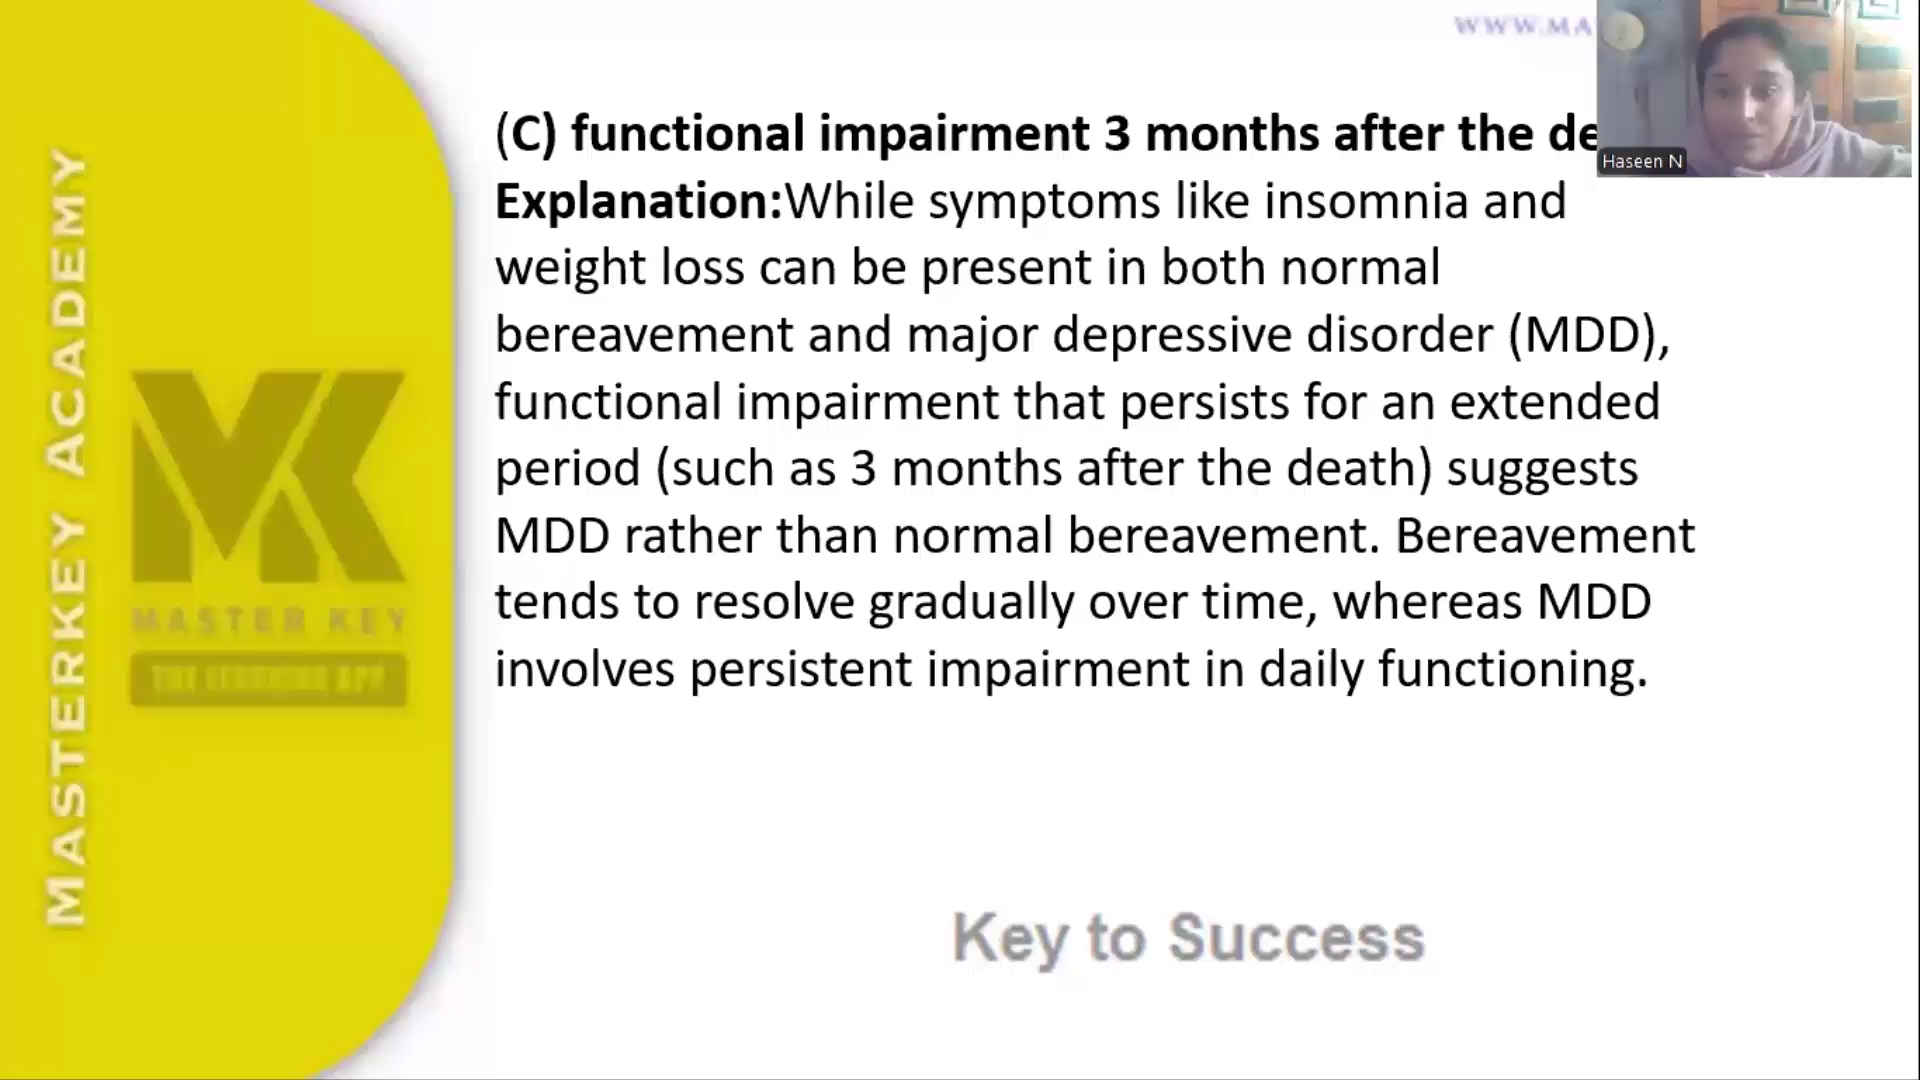 WWW.MA
(C) functional impairment 3 months after the de
Haseen N
Explanation:While symptoms like insomnia and
weight loss can be present in both normal
bereavement and major depressive disorder (MDD),
functional impairment that persists for an extended
period (such as 3 months after the death) suggests
MDD rather than normal bereavement. Bereavement
tends to resolve gradually over time, whereas MDD
involves persistent impairment in daily functioning.
MASTERKEY ACADEMY
MK
MASTER KEY
THE LEARNING APP
Key to Success